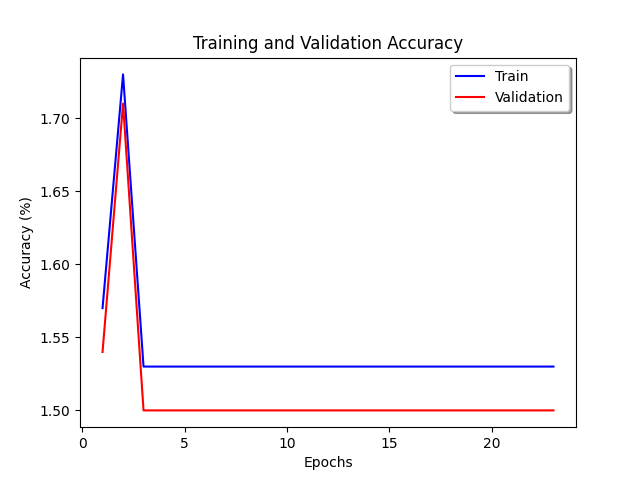 Training and Validation Accuracy
Train
Validation
Accuracy (%)
1.70
1.65
1.60
1.55
1.50
0 5 10 15 20
Epochs